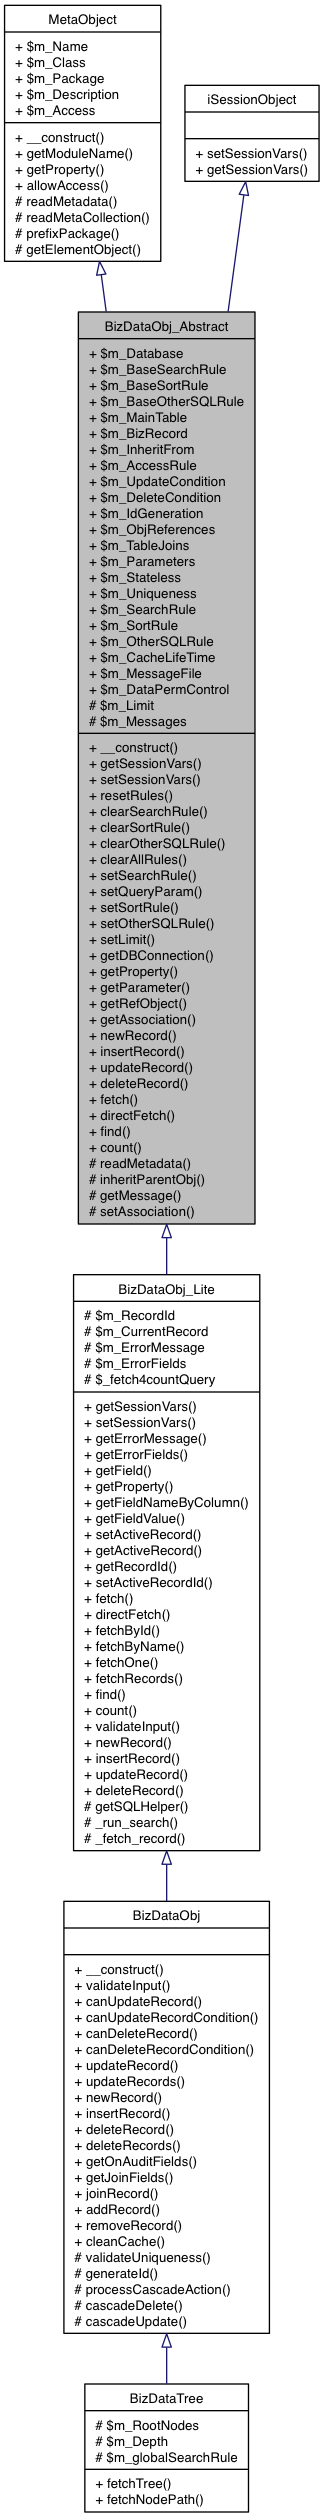 MetaObject
+ $m_Name
+ $m_Class
+ $m_Package
+ $m_Description
+ $m_Access
+ __construct()
+ getModuleName()
+ getProperty()
+ allowAccess()
# readMetadata()
# readMetaCollection()
# prefixPackage()
# getElementObject()
iSessionObject
+ setSessionVars()
+ getSessionVars()
BizDataObj_Abstract
+ $m_Database
+ $m_BaseSearchRule
+ $m_BaseSortRule
+ $m_BaseOtherSQLRule
+ $m_MainTable
+ $m_BizRecord
+ $m_InheritFrom
+ $m_AccessRule
+ $m_UpdateCondition
+ $m_DeleteCondition
+ $m_IdGeneration
+ $m_ObjReferences
+ $m_TableJoins
+ $m_Parameters
+ $m_Stateless
+ $m_Uniqueness
+ $m_SearchRule
+ $m_SortRule
+ $m_OtherSQLRule
+ $m_CacheLifeTime
+ $m_MessageFile
+ $m_DataPermControl
# $m_Limit
# $m_Messages
+ __construct()
+ getSessionVars()
+ setSessionVars()
+ resetRules()
+ clearSearchRule()
+ clearSortRule()
+ clearOtherSQLRule()
+ clearAllRules()
+ setSearchRule()
+ setQueryParam()
+ setSortRule()
+ setOtherSQLRule()
+ setLimit()
+ getDBConnection()
+ getProperty()
+ getParameter()
+ getRefObject()
+ getAssociation()
+ newRecord()
+ insertRecord()
+ updateRecord()
+ deleteRecord()
+ fetch()
+ directFetch()
+ find()
+ count()
# readMetadata()
# inheritParentObj()
# getMessage()
# setAssociation()
BizDataObj_Lite
# $m_RecordId
# $m_CurrentRecord
# $m_ErrorMessage
# $m_ErrorFields
# $_fetch4countQuery
+ getSessionVars()
+ setSessionVars()
+ getErrorMessage()
+ getErrorFields()
+ getField()
+ getProperty()
+ getFieldNameByColumn()
+ getFieldValue()
+ setActiveRecord()
+ getActiveRecord()
+ getRecordId()
+ setActiveRecordId()
+ fetch()
+ directFetch()
+ fetchById()
+ fetchByName()
+ fetchOne()
+ fetchRecords()
+ find()
+ count()
+ validateInput()
+ newRecord()
+ insertRecord()
+ updateRecord()
+ deleteRecord()
# getSQLHelper()
# _run_search()
# _fetch_record()
BizDataObj
+ __construct()
+ validateInput()
+ canUpdateRecord()
+ canUpdateRecordCondition()
+ canDeleteRecord()
+ canDeleteRecordCondition()
+ updateRecord()
+ updateRecords()
+ newRecord()
+ insertRecord()
+ deleteRecord()
+ deleteRecords()
+ getOnAuditFields()
+ getJoinFields()
+ joinRecord()
+ addRecord()
+ removeRecord()
+ cleanCache()
# validateUniqueness()
# generateId()
# processCascadeAction()
# cascadeDelete()
# cascadeUpdate()
BizDataTree
# $m_RootNodes
# $m_Depth
# $m_globalSearchRule
+ fetchTree()
+ fetchNodePath()